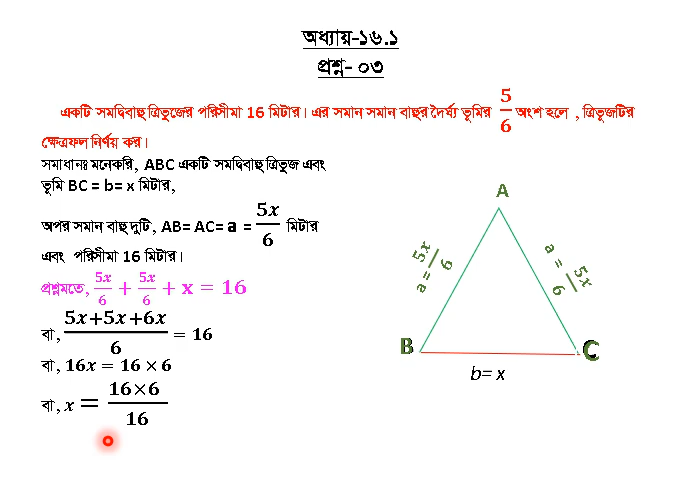 অধ্যায়-১৬.১
প্রশ্ন- ০৩
একটি সমদ্বিবাহু ত্রিভুজের পরিসীমা 16 মিটার। এর সমান সমান বাহুর দৈর্ঘ্য ভূমির 5/6 অংশ হলে , ত্রিভুজটির
ক্ষেত্রফল নির্ণয় কর।
সমাধানঃ মনেকরি, ABC একটি সমদ্বিবাহু ত্রিভুজ এবং
ভূমি BC = b= x মিটার,
অপর সমান বাহু দুটি, AB= AC= a = 5x/6 মিটার
এবং পরিসীমা 16 মিটার।
প্রশ্নমতে, 5x/6 + 5x/6 + x = 16
বা, 5x+5x+6x/6 = 16
বা, 16x = 16 × 6
বা, x = 16×6/16
A
a = 5x/6
a = 5x/6
B
C
b= x